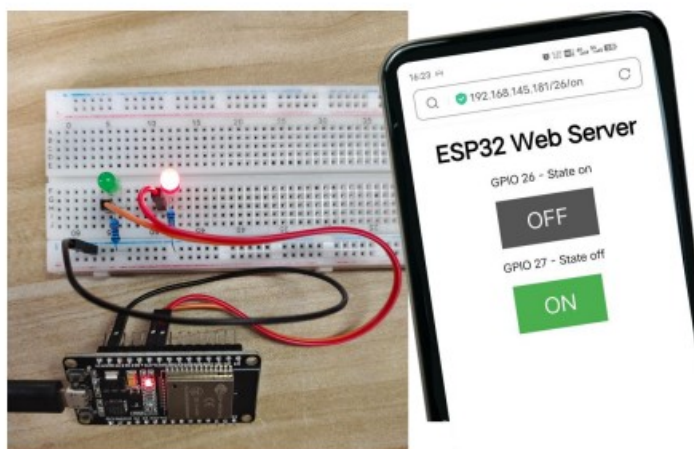 16:23
192.168.145.181/26/on
ESP32 Web Server
GPIO 26 - State on
OFF
GPIO 27 - State off
ON